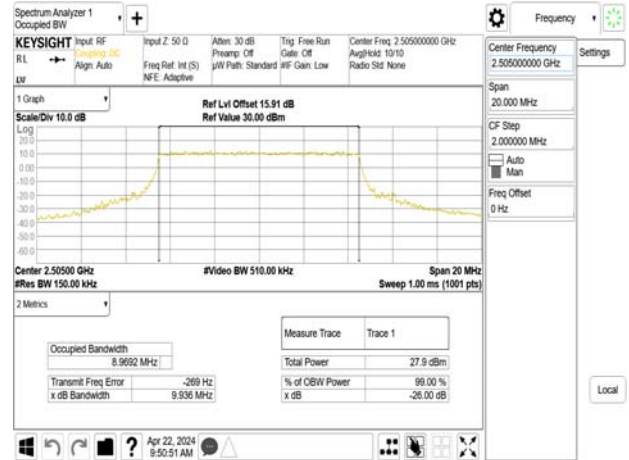 Spectrum Analyzer 1
Occupied BW
+
Frequency
KEYSIGHT
Input: RF
Input Z: 50 Ω
Atten: 30 dB
Trig: Free Run
Center Freq: 2.505000000 GHz
RL
Coupling: DC
Preamp: Off
Gate: Off
Avg|Hold: 10/10
Align: Auto
Freq Ref: Int (S)
µW Path: Standard
#IF Gain: Low
Radio Std: None
NFE: Adaptive
LXI
1 Graph
Ref Lvl Offset 15.91 dB
Scale/Div 10.0 dB
Ref Value 30.00 dBm
Log
20.0
10.0
0.00
-10.0
-20.0
-30.0
-40.0
-50.0
-60.0
Center 2.50500 GHz
#Video BW 510.00 kHz
Span 20 MHz
#Res BW 150.00 kHz
Sweep 1.00 ms (1001 pts)
2 Metrics
Measure Trace
Trace 1
Occupied Bandwidth
8.9692 MHz
Total Power
27.9 dBm
Transmit Freq Error
-269 Hz
% of OBW Power
99.00 %
x dB Bandwidth
9.936 MHz
x dB
-26.00 dB
Center Frequency
2.505000000 GHz
Settings
Span
20.000 MHz
CF Step
2.000000 MHz
Auto
Man
Freq Offset
0 Hz
Local
?
Apr 22, 2024
9:50:51 AM